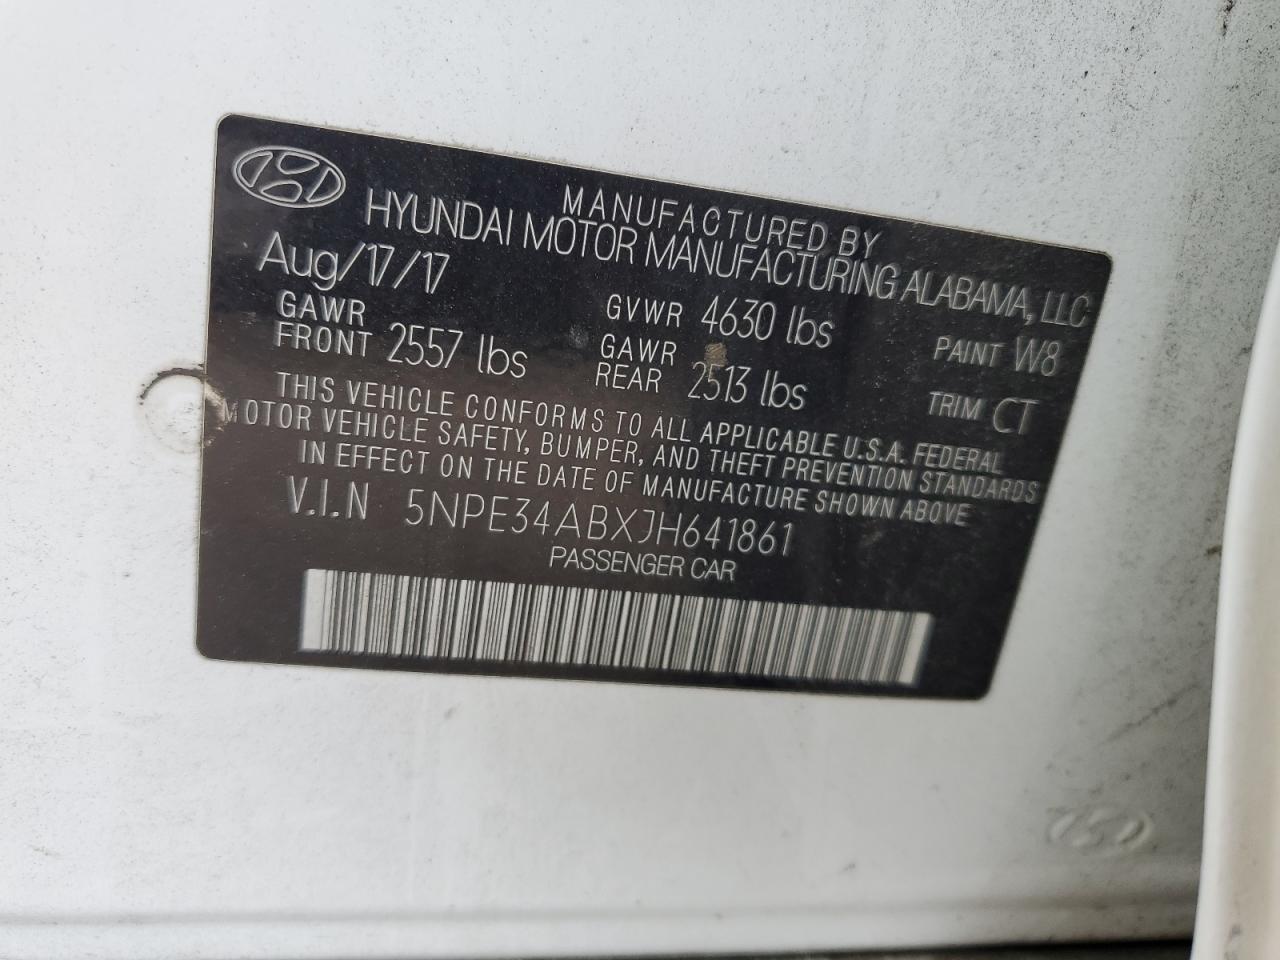 MANUFACTURED BY
HYUNDAI MOTOR MANUFACTURING ALABAMA, LLC
Aug/17/17
GVWR 4630 lbs
PAINT W8
GAWR FRONT 2557 lbs
GAWR REAR 2513 lbs
TRIM CT
THIS VEHICLE CONFORMS TO ALL APPLICABLE U.S.A. FEDERAL
MOTOR VEHICLE SAFETY, BUMPER, AND THEFT PREVENTION STANDARDS
IN EFFECT ON THE DATE OF MANUFACTURE SHOWN ABOVE
V.I.N 5NPE34ABXJH641861
PASSENGER CAR